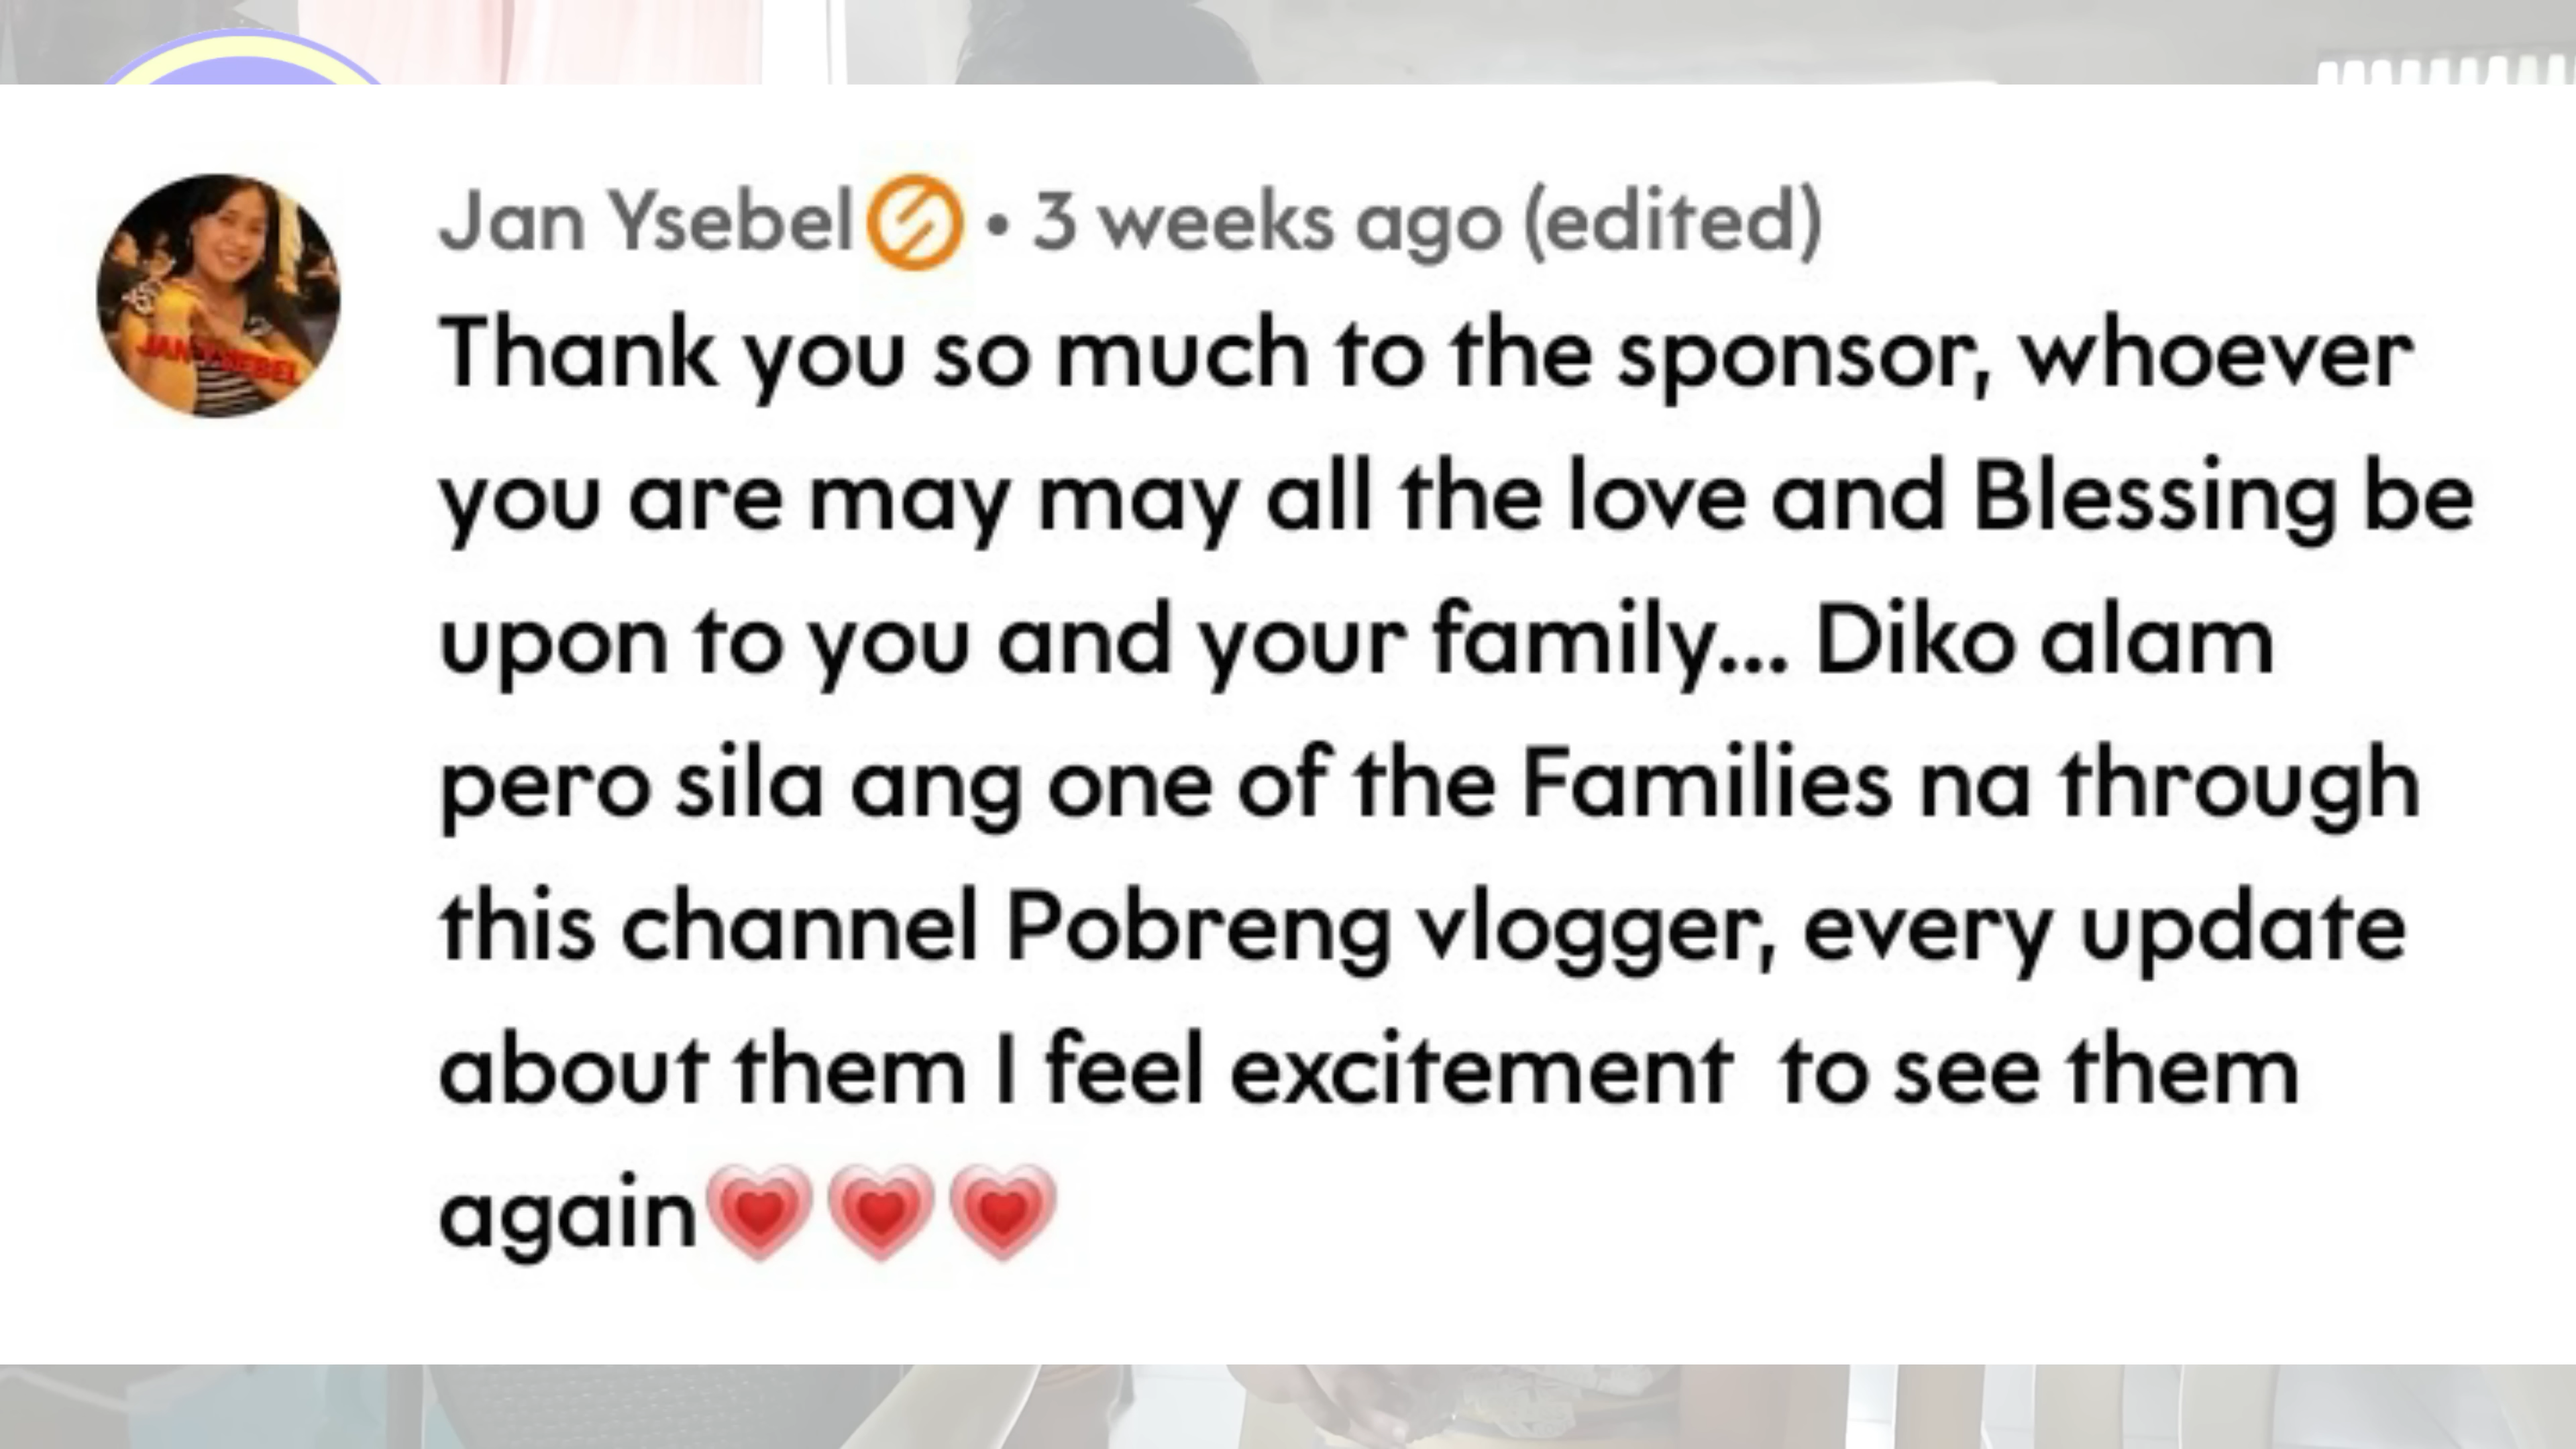 Jan Ysebel • 3 weeks ago (edited)
Thank you so much to the sponsor, whoever
you are may may all the love and Blessing be
upon to you and your family... Diko alam
pero sila ang one of the Families na through
this channel Pobreng vlogger, every update
about them I feel excitement  to see them
again💗💗💗
JAN YSEBEL